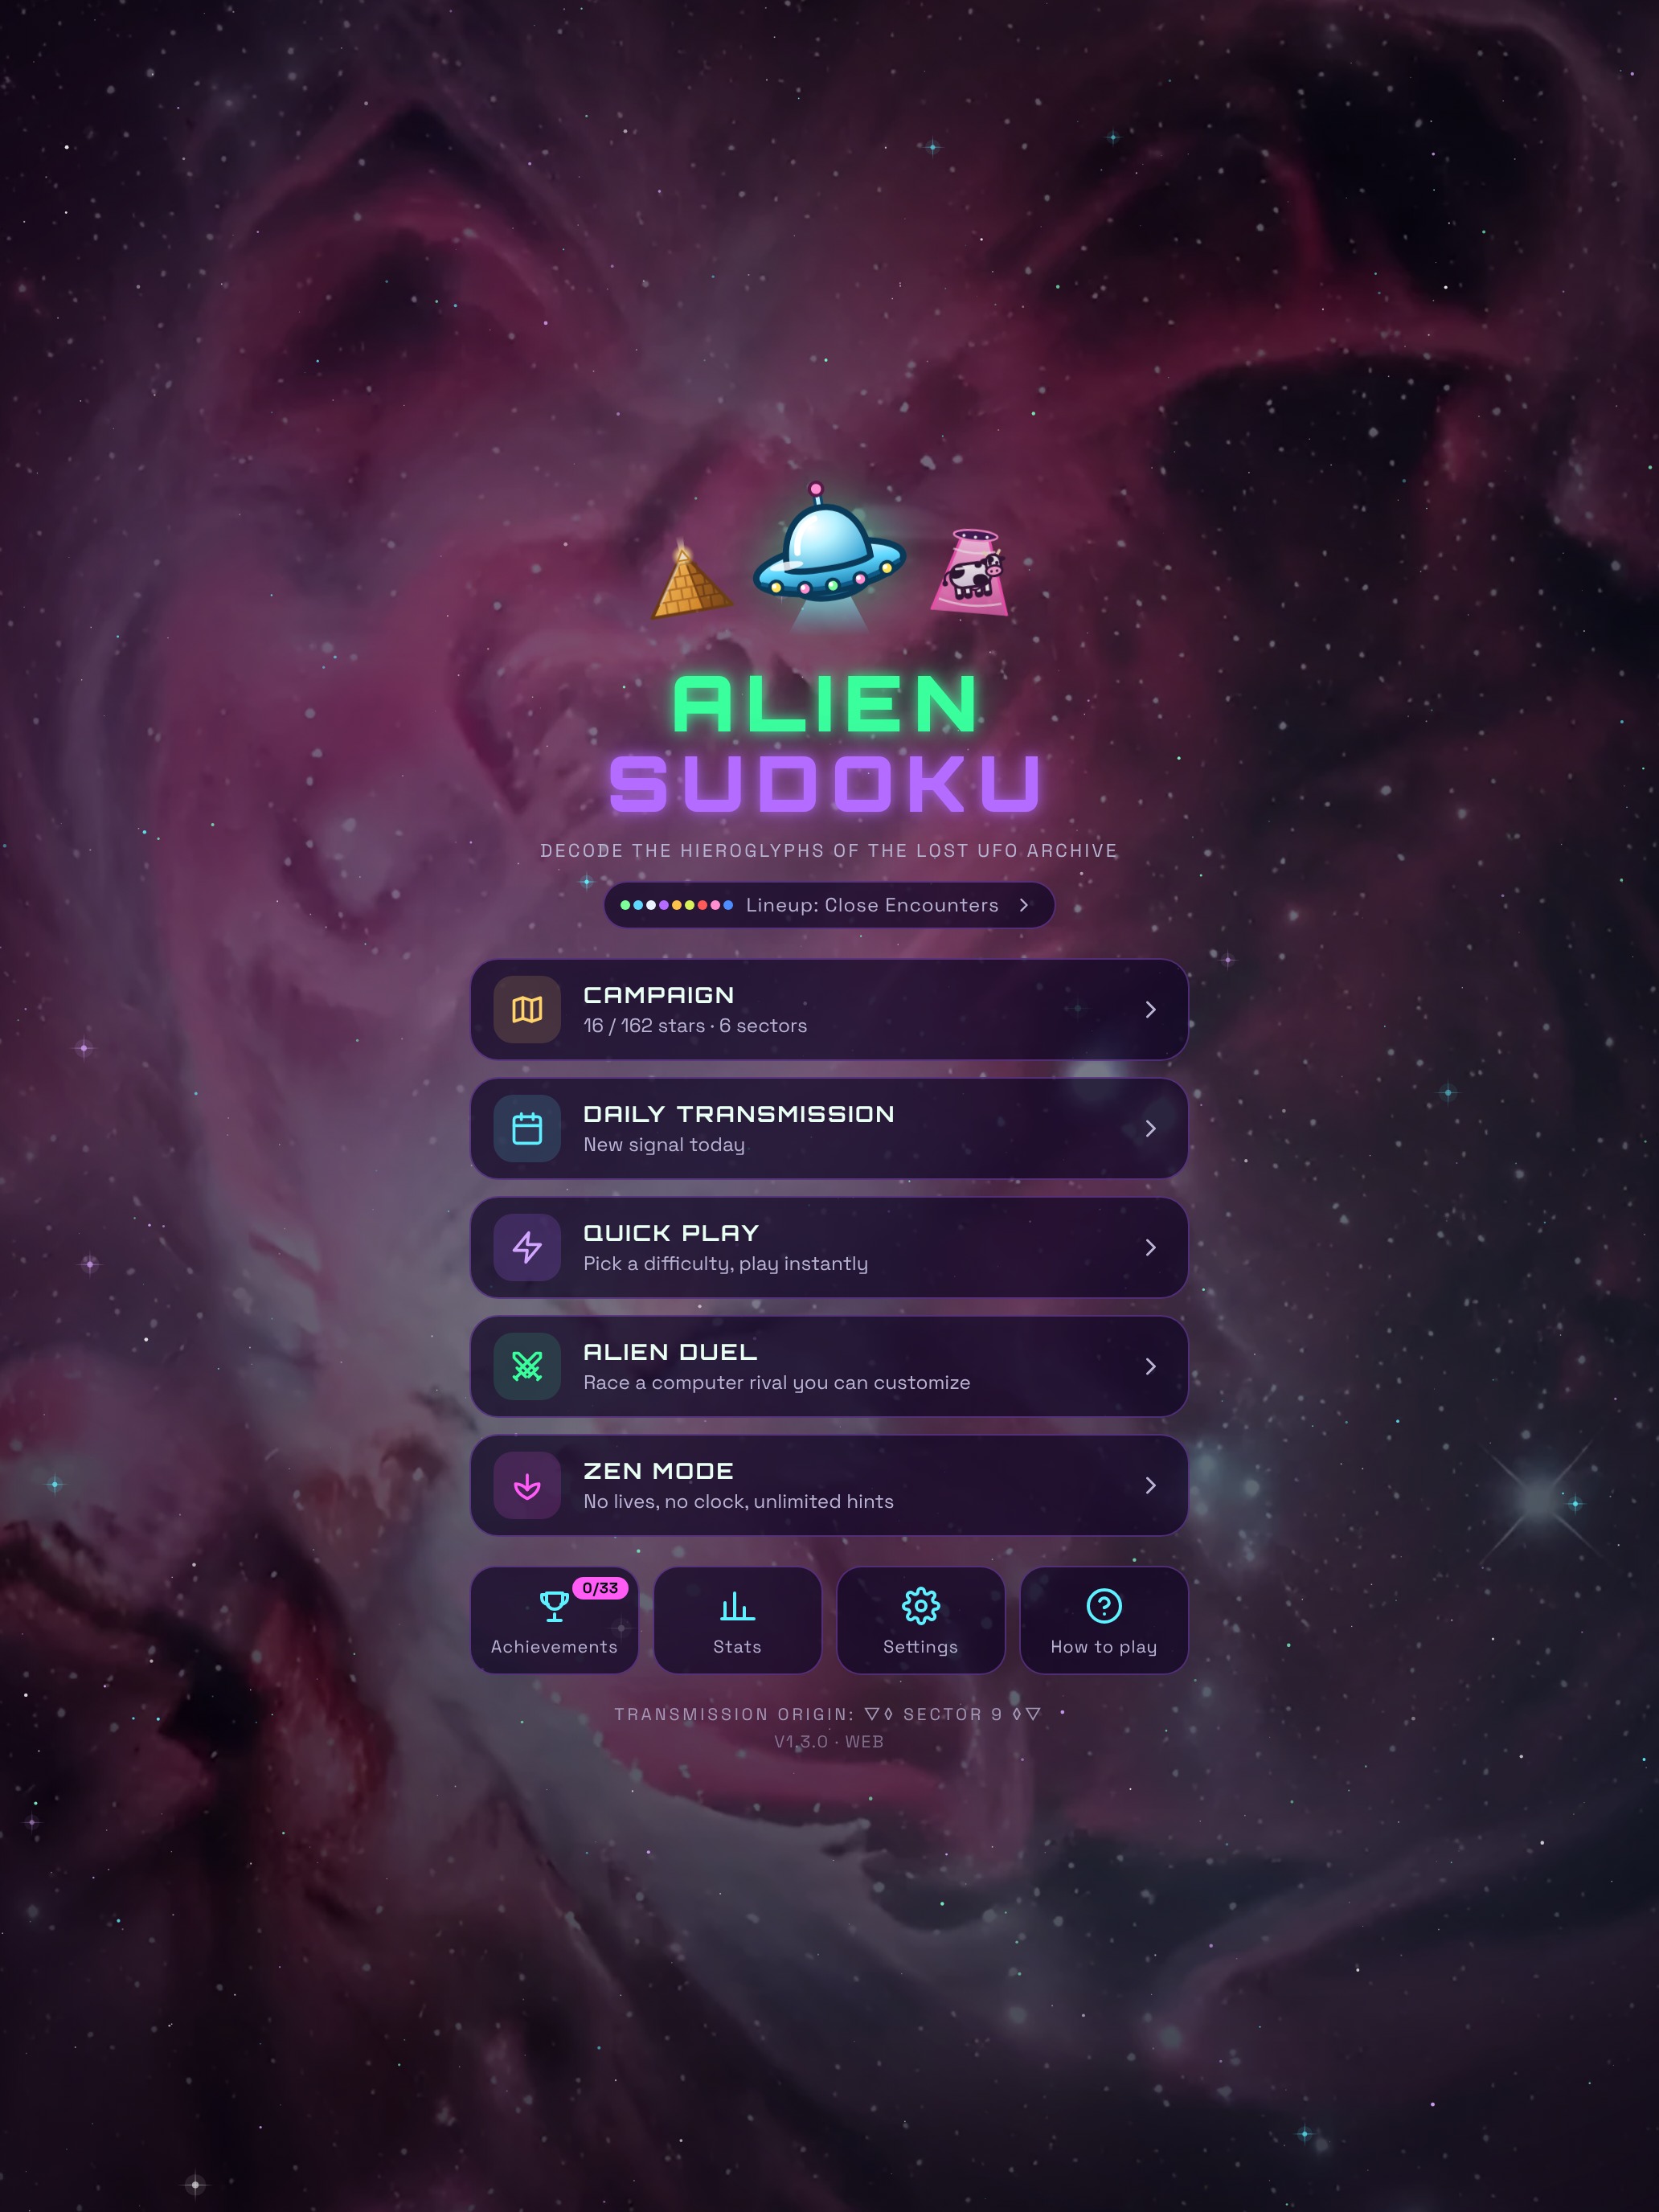 ALIEN
SUDOKU
DECODE THE HIEROGLYPHS OF THE LOST UFO ARCHIVE
Lineup: Close Encounters
CAMPAIGN
16 / 162 stars · 6 sectors
DAILY TRANSMISSION
New signal today
QUICK PLAY
Pick a difficulty, play instantly
ALIEN DUEL
Race a computer rival you can customize
ZEN MODE
No lives, no clock, unlimited hints
0/33
Achievements
Stats
Settings
How to play
TRANSMISSION ORIGIN: ▽◊ SECTOR 9 ◊▽
V1.3.0 · WEB